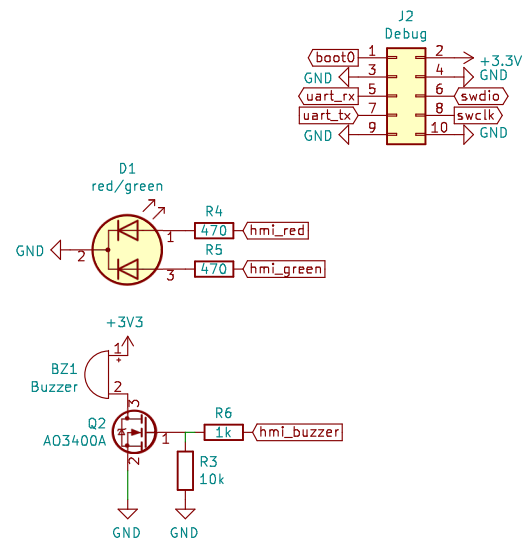 J2
Debug
boot0 1 2 +3.3V
GND 3 4 GND
uart_rx 5 6 swdio
uart_tx 7 8 swclk
GND 9 10 GND
D1
red/green
R4
1 470 hmi_red
GND 2
R5
3 470 hmi_green
+3V3
1
+
BZ1
Buzzer
2
3
Q2
AO3400A
1
2
R6
1k hmi_buzzer
R3
10k
GND GND